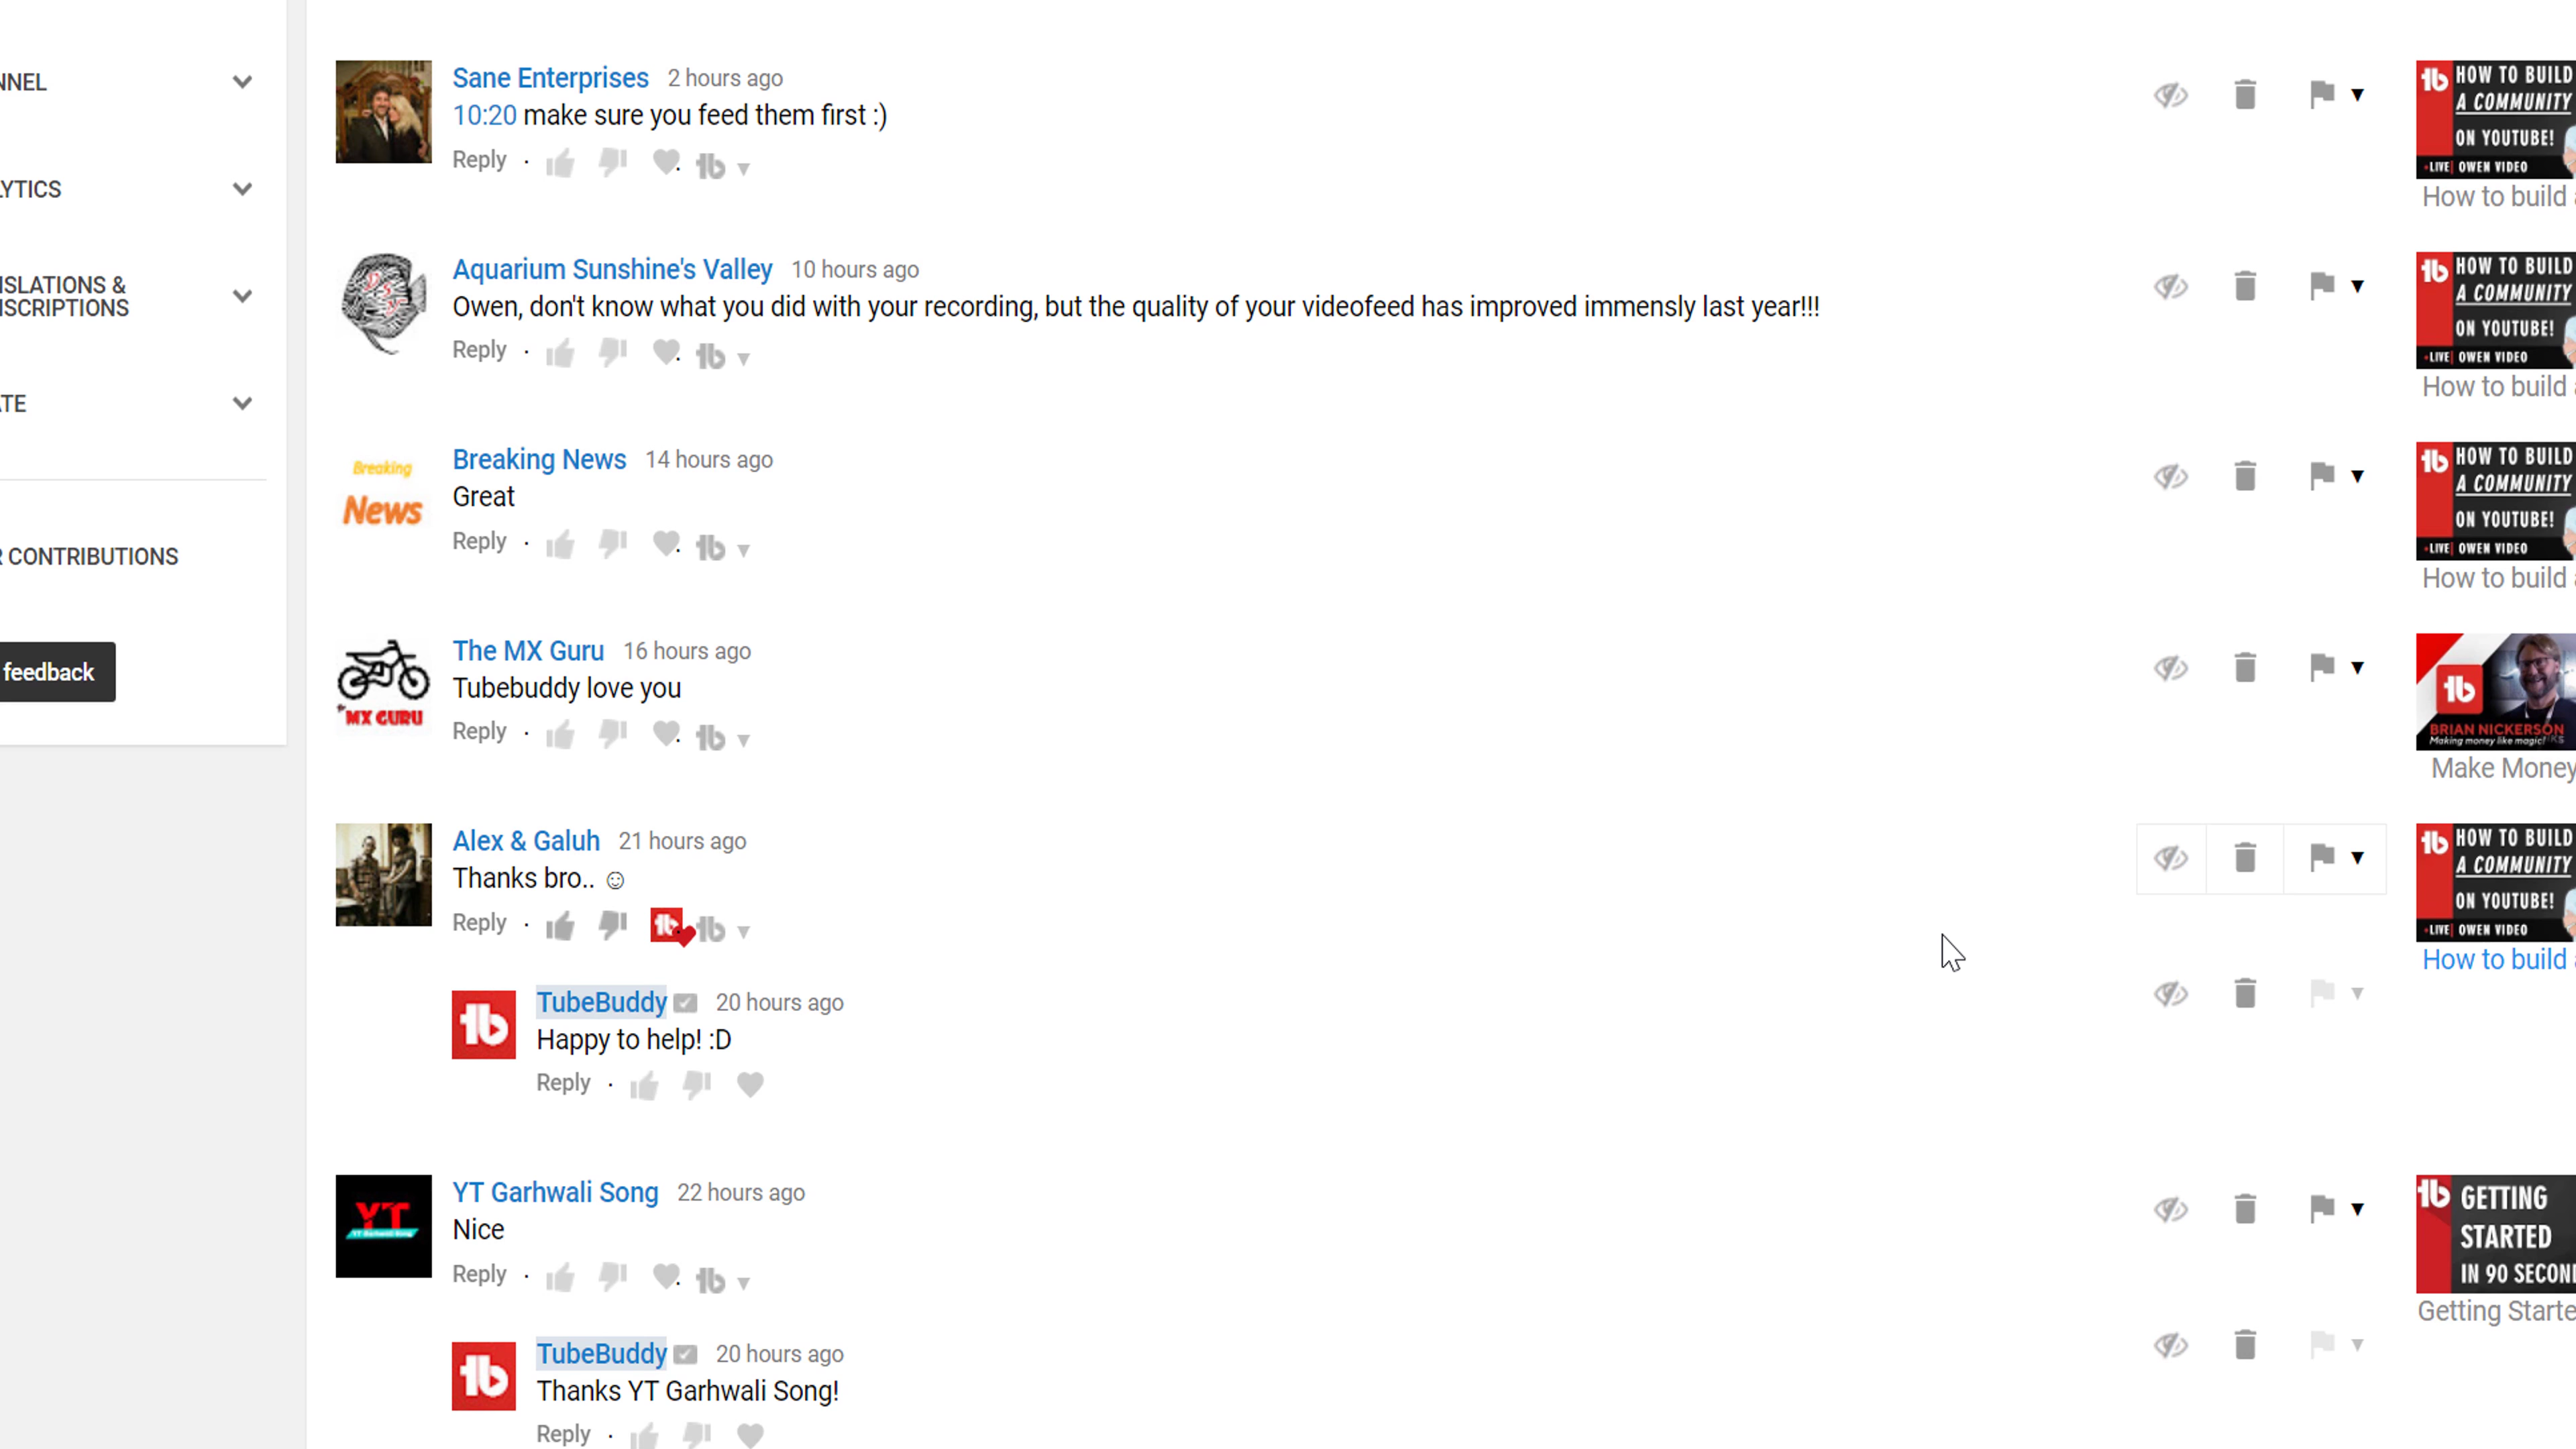 NNEL
LYTICS
NSLATIONS &
NSCRIPTIONS
ATE
R CONTRIBUTIONS
feedback
Sane Enterprises 2 hours ago
10:20 make sure you feed them first :)
Reply
HOW TO BUILD
A COMMUNITY
ON YOUTUBE!
•LIVE| OWEN VIDEO
How to build
Aquarium Sunshine's Valley 10 hours ago
Owen, don't know what you did with your recording, but the quality of your videofeed has improved immensly last year!!!
Reply
HOW TO BUILD
A COMMUNITY
ON YOUTUBE!
•LIVE| OWEN VIDEO
How to build
Breaking
News
Breaking News 14 hours ago
Great
Reply
HOW TO BUILD
A COMMUNITY
ON YOUTUBE!
•LIVE| OWEN VIDEO
How to build
MX GURU
The MX Guru 16 hours ago
Tubebuddy love you
Reply
BRIAN NICKERSON
Making money like magic!
Make Money
Alex & Galuh 21 hours ago
Thanks bro.. ☺
Reply
HOW TO BUILD
A COMMUNITY
ON YOUTUBE!
•LIVE| OWEN VIDEO
How to build
TubeBuddy 20 hours ago
Happy to help! :D
Reply
YT
YT Garhwali Song
YT Garhwali Song 22 hours ago
Nice
Reply
GETTING
STARTED
IN 90 SECON
Getting Starte
TubeBuddy 20 hours ago
Thanks YT Garhwali Song!
Reply